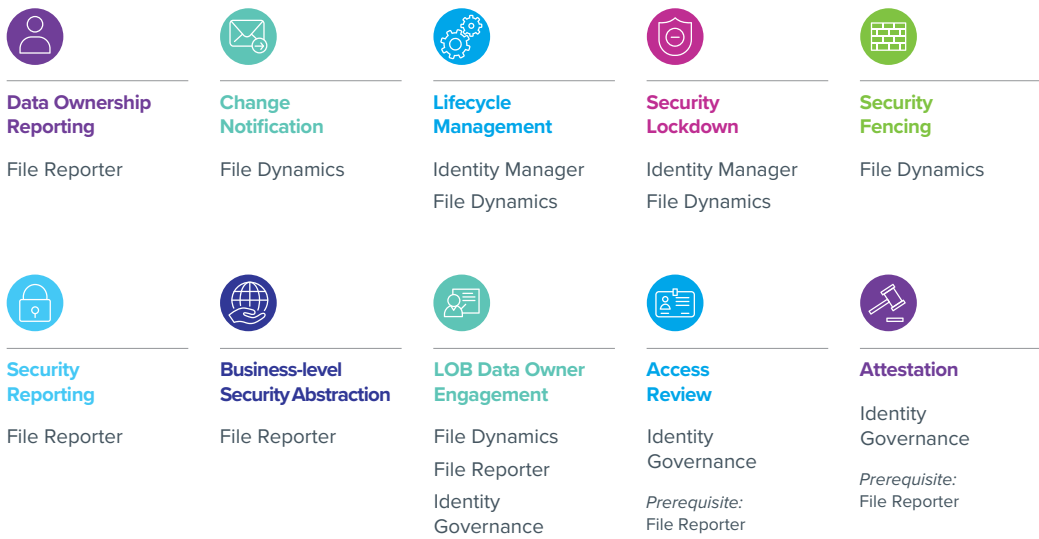 Data Ownership
Reporting
File Reporter
Change
Notification
File Dynamics
Lifecycle
Management
Identity Manager
File Dynamics
Security
Lockdown
Identity Manager
File Dynamics
Security
Fencing
File Dynamics
Security
Reporting
File Reporter
Business-level
Security Abstraction
File Reporter
LOB Data Owner
Engagement
File Dynamics
File Reporter
Identity
Governance
Access
Review
Identity
Governance
Prerequisite:
File Reporter
Attestation
Identity
Governance
Prerequisite:
File Reporter